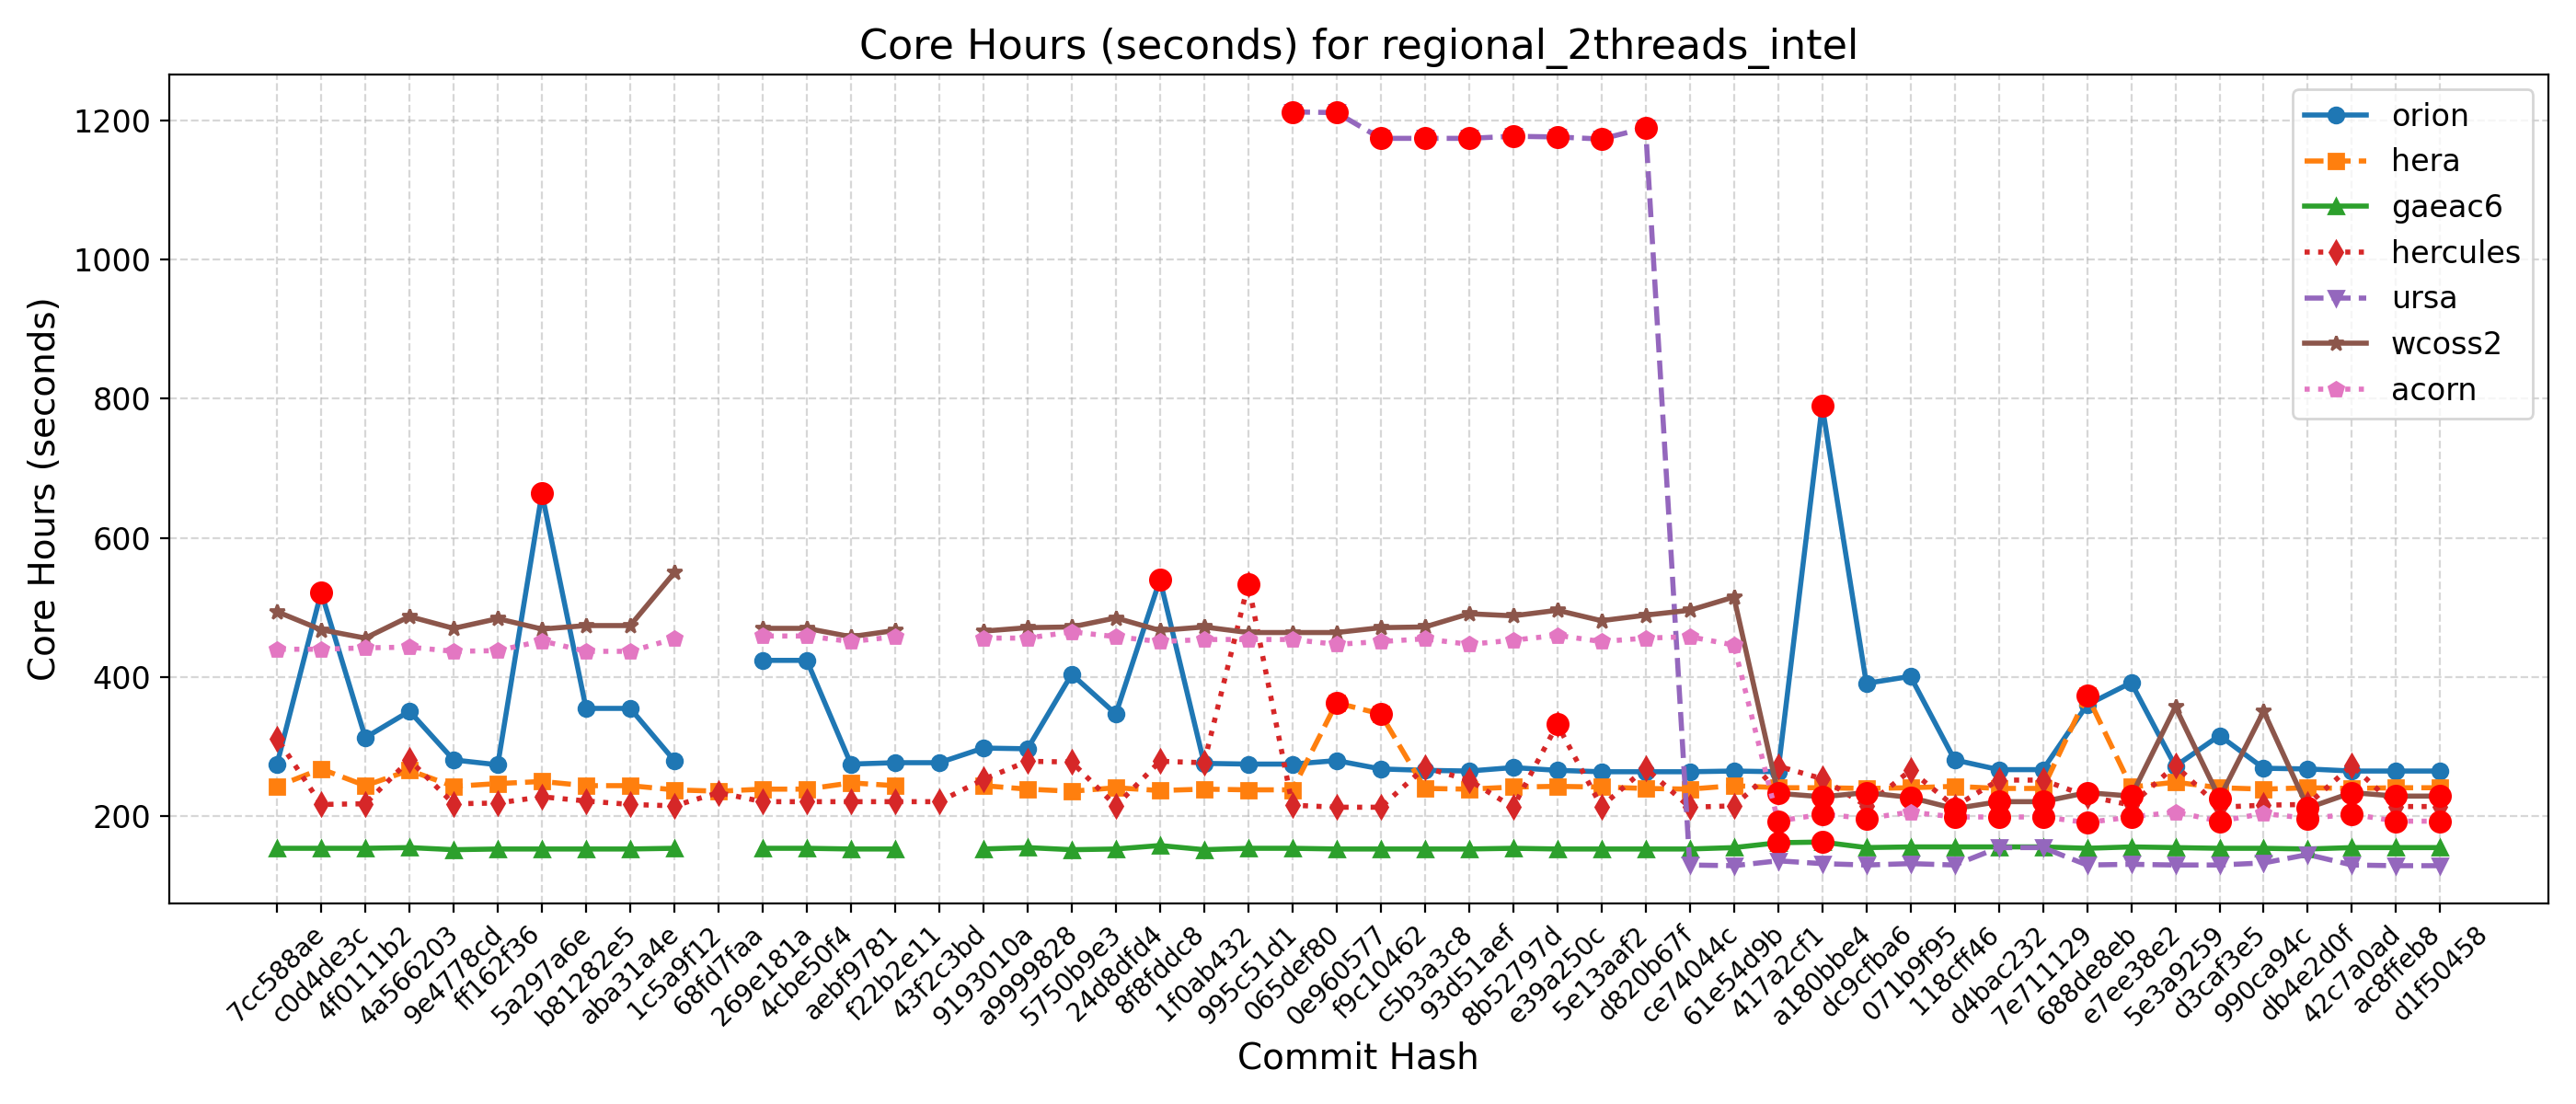 Core Hours (seconds) for regional_2threads_intel
Core Hours (seconds)
1200
1000
800
600
400
200
orion
hera
gaeac6
hercules
ursa
wcoss2
acorn
7cc588ae
c0d4de3c
4f0111b2
4a566203
9e4778cd
ff162f36
5a297a6e
b81282e5
aba31a4e
1c5a9f12
68fd7faa
269e181a
4cbe50f4
aebf9781
f22b2e11
43f2c3bd
9193010a
a9999828
5750b9e3
24d8dfd4
8f8fddc8
1f0ab432
995c51d1
065def80
0e960577
f9c10462
c5b3a3c8
93d51aef
8b52797d
e39a250c
5e13aaf2
d820b67f
ce74044c
61e54d9b
417a2cf1
a180bbe4
dc9cfba6
071b9f95
118cff46
d4bac232
7e711129
688de8eb
e7ee38e2
5e3a9259
d3caf3e5
990ca94c
db4e2d0f
42c7a0ad
ac8ffeb8
d1f50458
Commit Hash